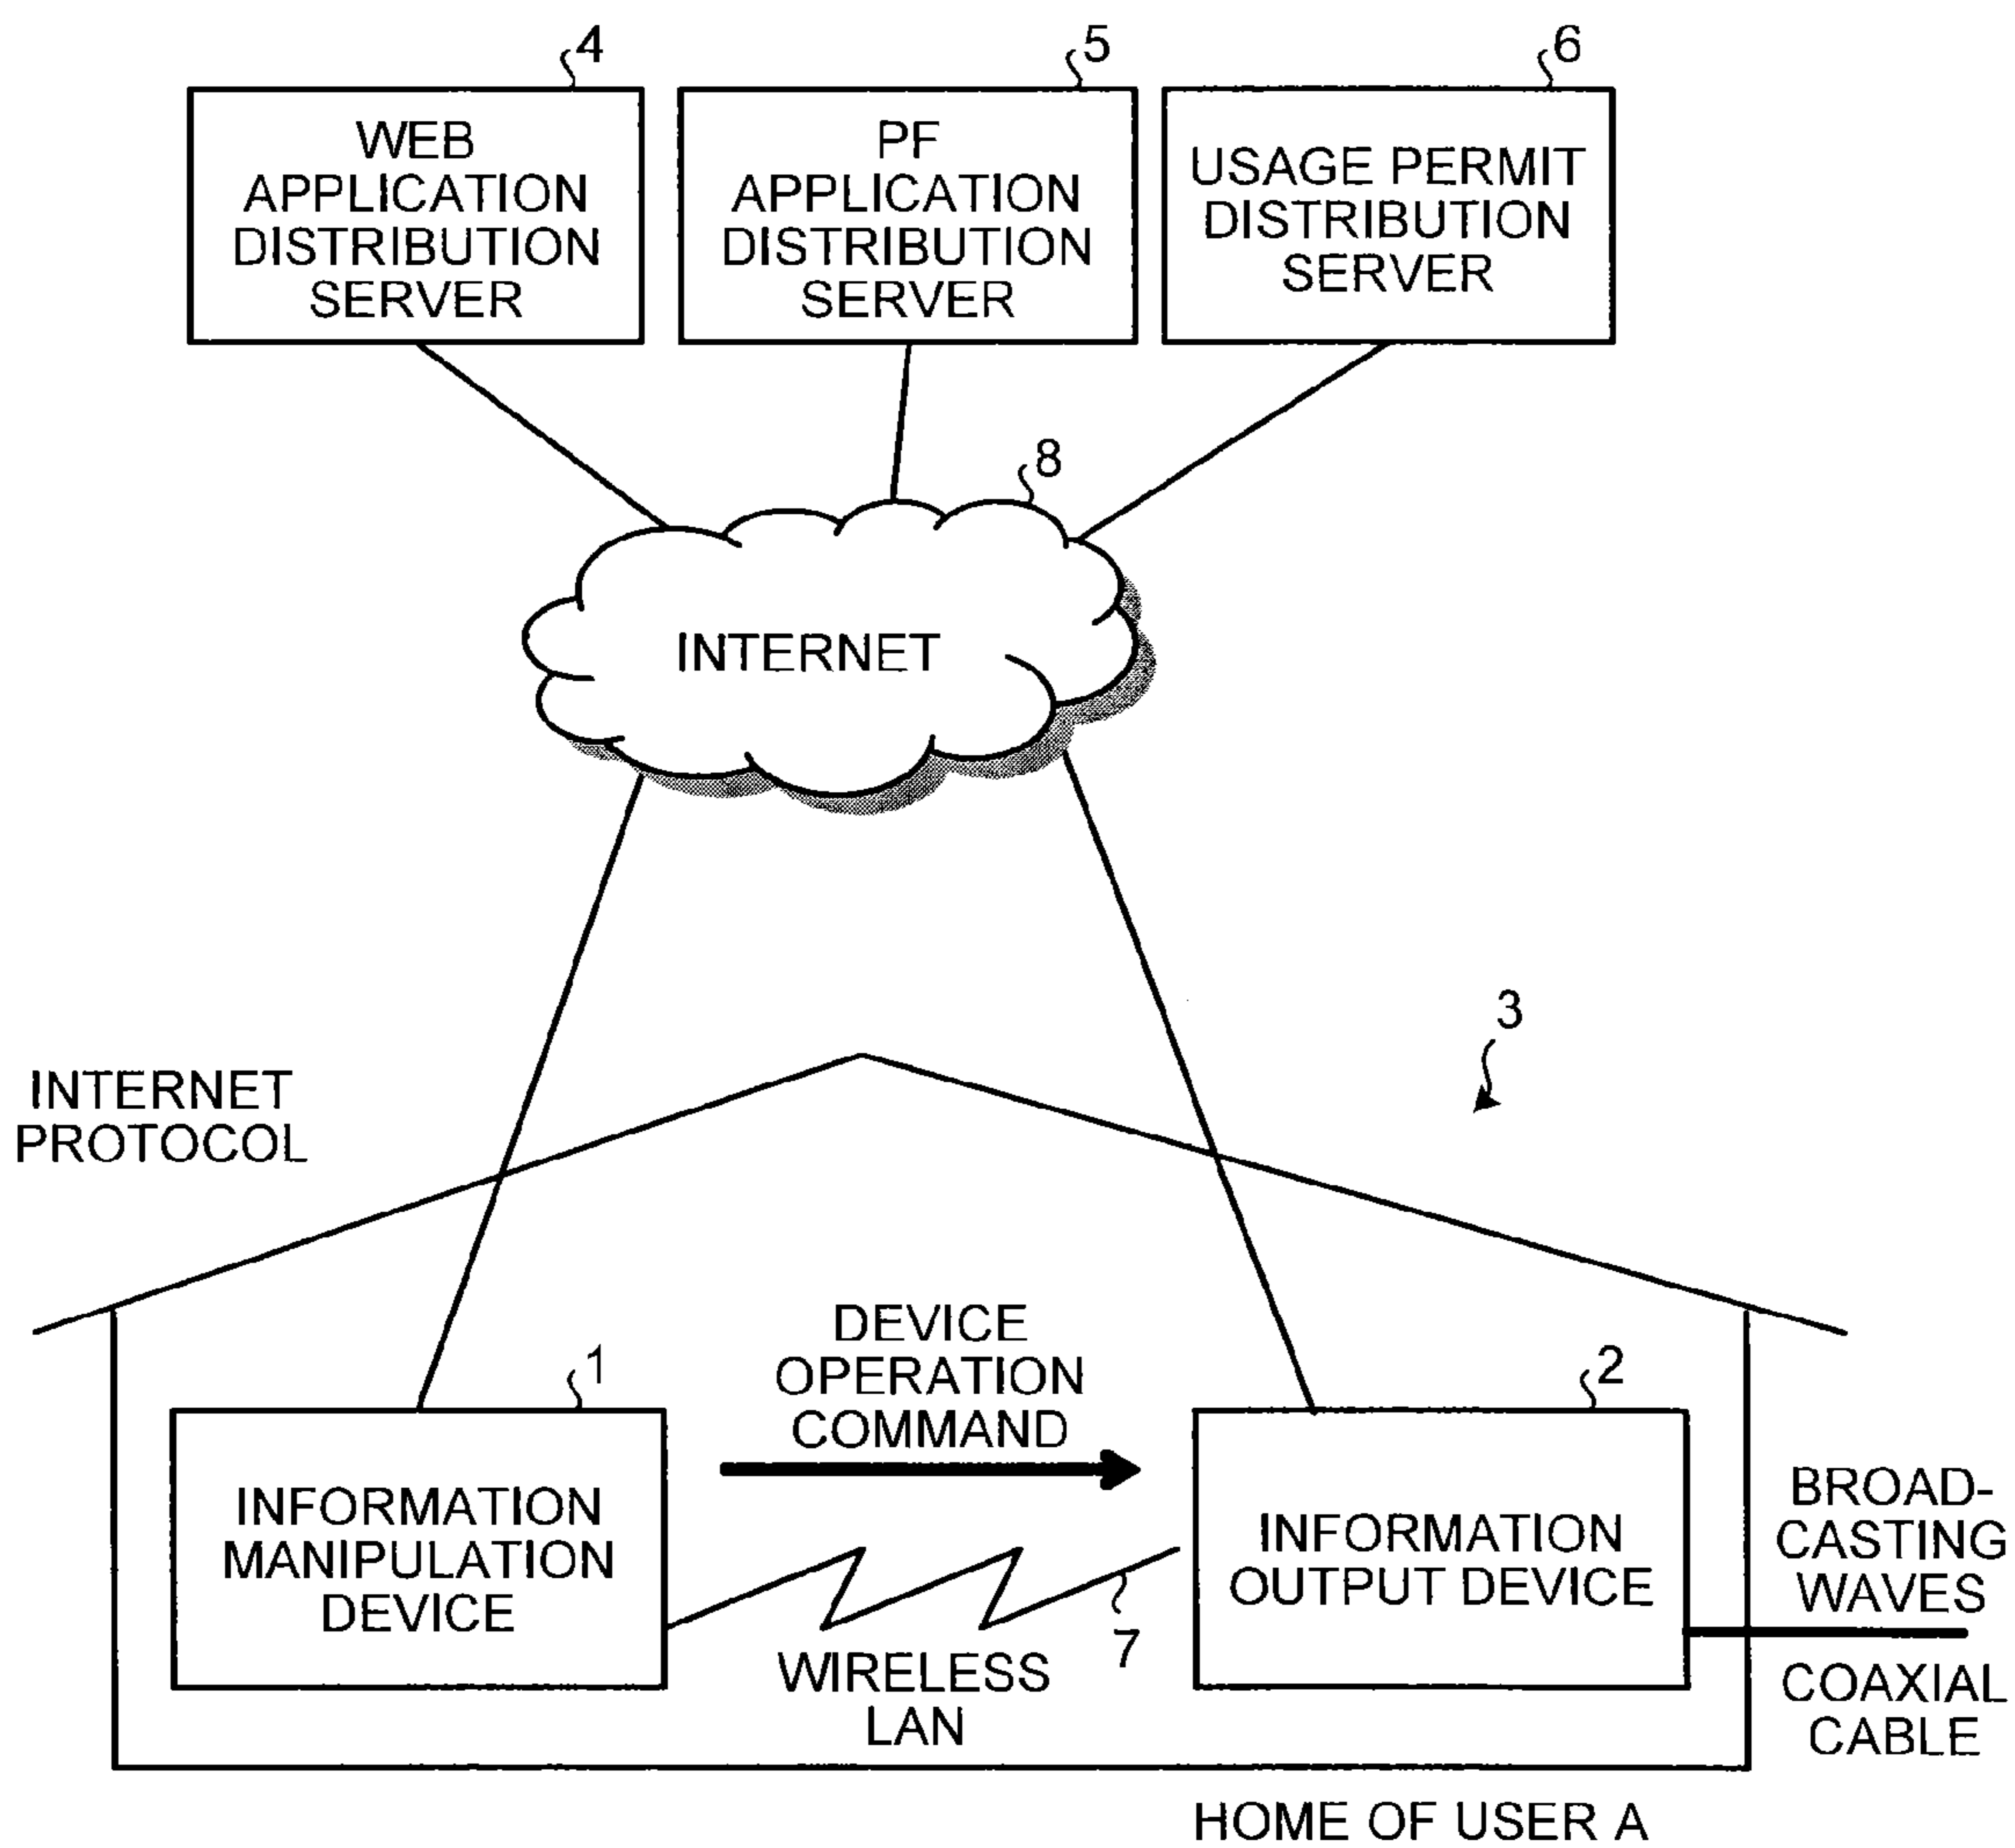 4
5
6
WEB
APPLICATION
DISTRIBUTION
SERVER
PF
APPLICATION
DISTRIBUTION
SERVER
USAGE PERMIT
DISTRIBUTION
SERVER
8
INTERNET
3
INTERNET
PROTOCOL
DEVICE
OPERATION
COMMAND
1
2
INFORMATION
MANIPULATION
DEVICE
INFORMATION
OUTPUT DEVICE
BROAD-
CASTING
WAVES
7
WIRELESS
LAN
COAXIAL
CABLE
HOME OF USER A